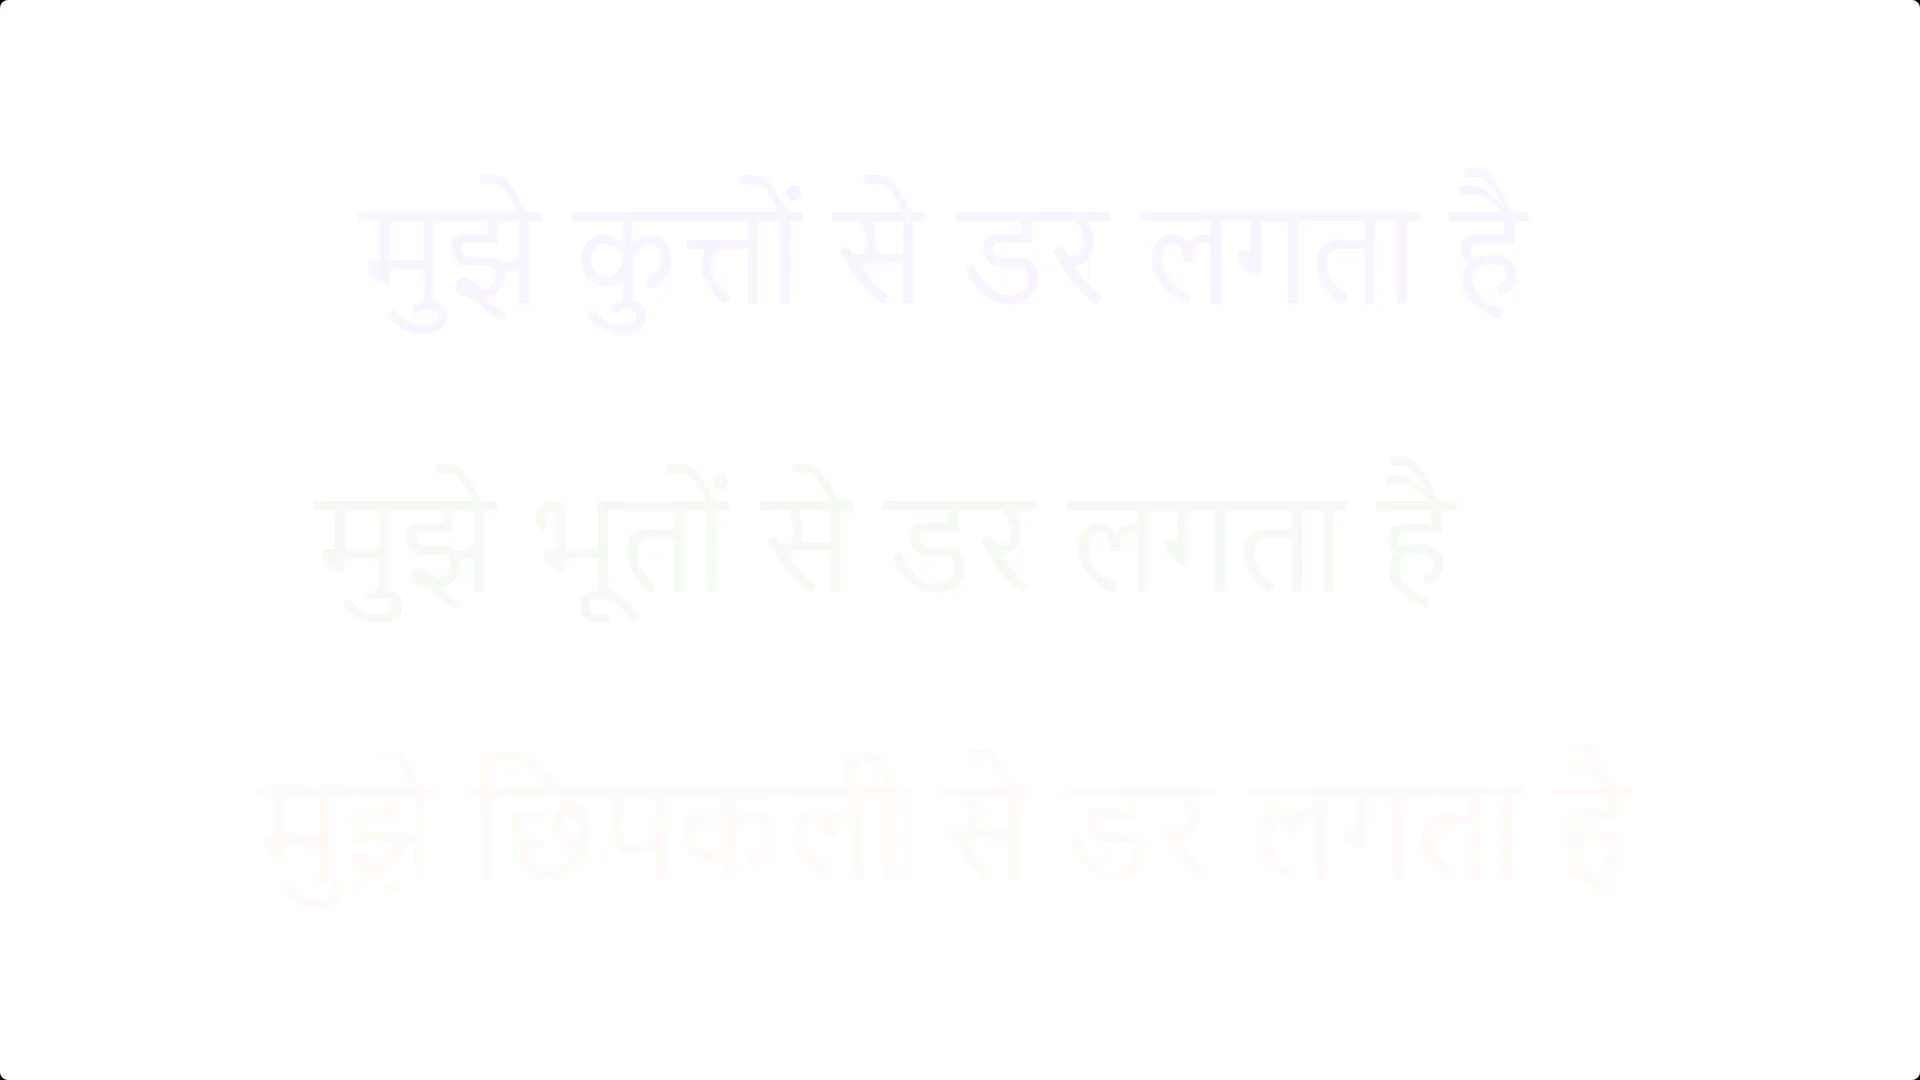 मुझे कुत्तों से डर लगता है
मुझे भूतों से डर लगता है
मुझे छिपकली से डर लगता है